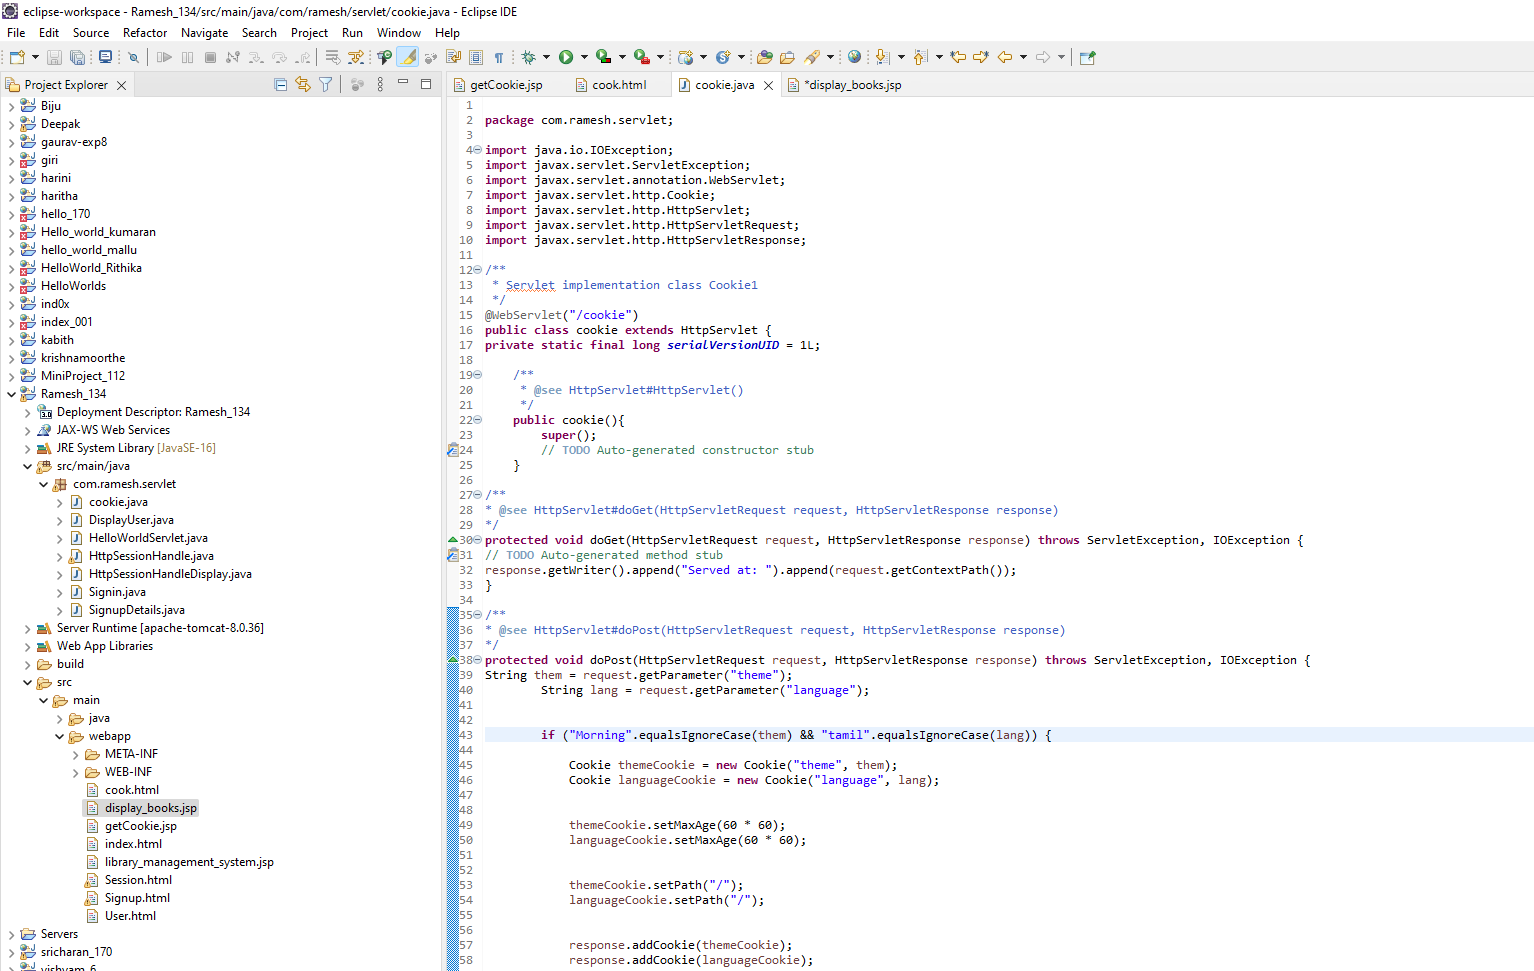 eclipse-workspace - Ramesh_134/src/main/java/com/ramesh/servlet/cookie.java - Eclipse IDE
File Edit Source Refactor Navigate Search Project Run Window Help
Project Explorer
Biju
Deepak
gaurav-exp8
giri
harini
haritha
hello_170
Hello_world_kumaran
hello_world_mallu
HelloWorld_Rithika
HelloWorlds
ind0x
index_001
kabith
krishnamoorthe
MiniProject_112
Ramesh_134
Deployment Descriptor: Ramesh_134
JAX-WS Web Services
JRE System Library [JavaSE-16]
src/main/java
com.ramesh.servlet
cookie.java
DisplayUser.java
HelloWorldServlet.java
HttpSessionHandle.java
HttpSessionHandleDisplay.java
Signin.java
SignupDetails.java
Server Runtime [apache-tomcat-8.0.36]
Web App Libraries
build
src
main
java
webapp
META-INF
WEB-INF
cook.html
display_books.jsp
getCookie.jsp
index.html
library_management_system.jsp
Session.html
Signup.html
User.html
Servers
sricharan_170
vishyam_6
getCookie.jsp cook.html cookie.java *display_books.jsp
1
2 package com.ramesh.servlet;
3
4 import java.io.IOException;
5 import javax.servlet.ServletException;
6 import javax.servlet.annotation.WebServlet;
7 import javax.servlet.http.Cookie;
8 import javax.servlet.http.HttpServlet;
9 import javax.servlet.http.HttpServletRequest;
10 import javax.servlet.http.HttpServletResponse;
11
12 /**
13 * Servlet implementation class Cookie1
14 */
15 @WebServlet("/cookie")
16 public class cookie extends HttpServlet {
17 private static final long serialVersionUID = 1L;
18
19 /**
20 * @see HttpServlet#HttpServlet()
21 */
22 public cookie(){
23 super();
24 // TODO Auto-generated constructor stub
25 }
26
27 /**
28 * @see HttpServlet#doGet(HttpServletRequest request, HttpServletResponse response)
29 */
30 protected void doGet(HttpServletRequest request, HttpServletResponse response) throws ServletException, IOException {
31 // TODO Auto-generated method stub
32 response.getWriter().append("Served at: ").append(request.getContextPath());
33 }
34
35 /**
36 * @see HttpServlet#doPost(HttpServletRequest request, HttpServletResponse response)
37 */
38 protected void doPost(HttpServletRequest request, HttpServletResponse response) throws ServletException, IOException {
39 String them = request.getParameter("theme");
40 String lang = request.getParameter("language");
41
42
43 if ("Morning".equalsIgnoreCase(them) && "tamil".equalsIgnoreCase(lang)) {
44
45 Cookie themeCookie = new Cookie("theme", them);
46 Cookie languageCookie = new Cookie("language", lang);
47
48
49 themeCookie.setMaxAge(60 * 60);
50 languageCookie.setMaxAge(60 * 60);
51
52
53 themeCookie.setPath("/");
54 languageCookie.setPath("/");
55
56
57 response.addCookie(themeCookie);
58 response.addCookie(languageCookie);